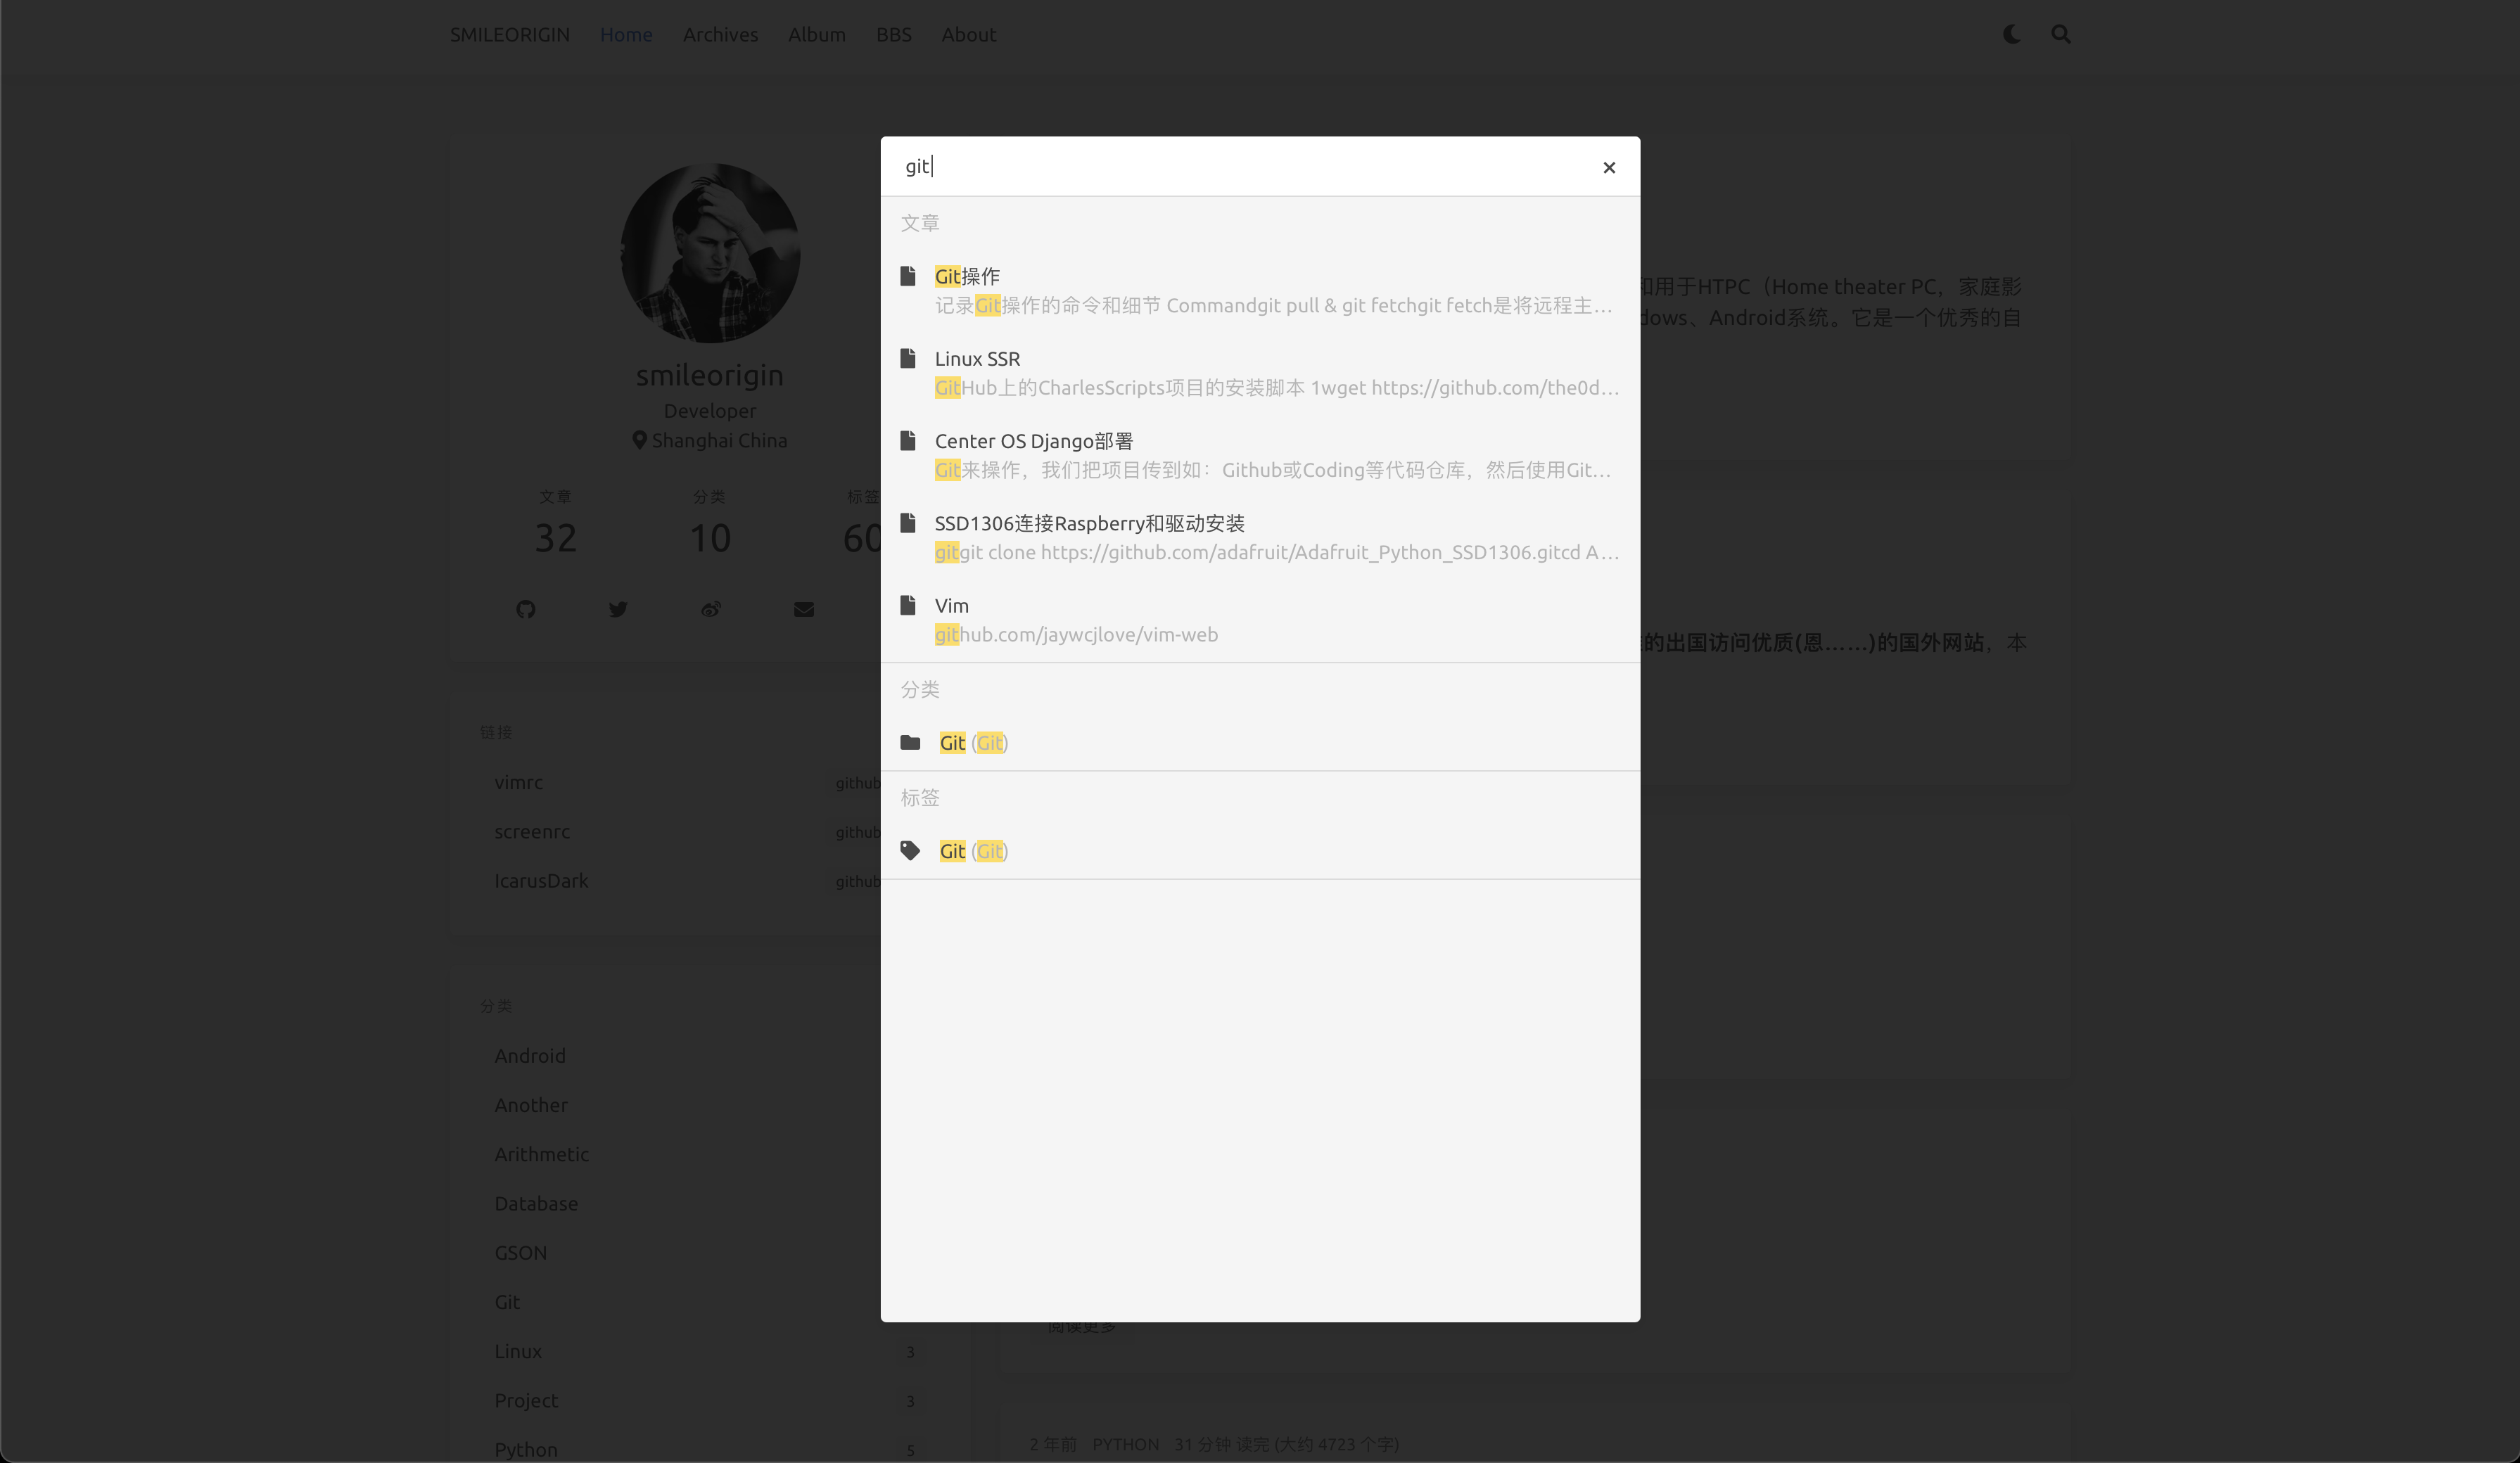 SMILEORIGIN Home Archives Album BBS About
git
文章
Git操作
记录Git操作的命令和细节 Commandgit pull & git fetchgit fetch是将远程主...
Linux SSR
GitHub上的CharlesScripts项目的安装脚本 1wget https://github.com/the0d...
Center OS Django部署
Git来操作，我们把项目传到如：Github或Coding等代码仓库，然后使用Git...
SSD1306连接Raspberry和驱动安装
gitgit clone https://github.com/adafruit/Adafruit_Python_SSD1306.gitcd A...
Vim
github.com/jaywcjlove/vim-web
分类
Git (Git)
标签
Git (Git)
smileorigin
Developer
Shanghai China
文章 分类 标签
32 10 60
链接
vimrc github
screenrc github
IcarusDark github
分类
Android
Another
Arithmetic
Database
GSON
Git
Linux 3
Project 3
Python 5
和用于HTPC（Home theater PC，家庭影
dows、Android系统。它是一个优秀的自
的出国访问优质(恩……)的国外网站，本
阅读更多
2 年前 PYTHON 31 分钟 读完 (大约 4723 个字)